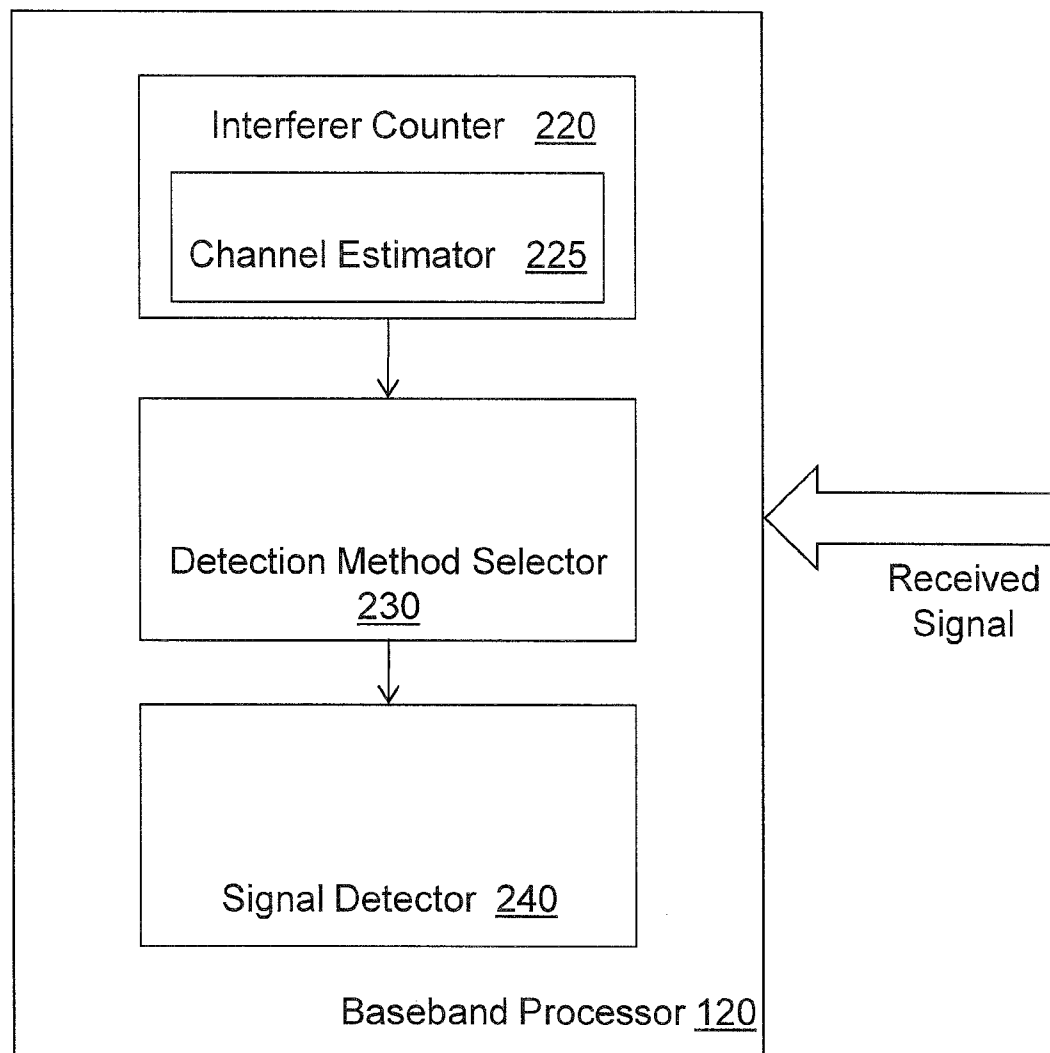 Interferer Counter 220
Channel Estimator 225
Detection Method Selector
230
Received
Signal
Signal Detector 240
Baseband Processor 120